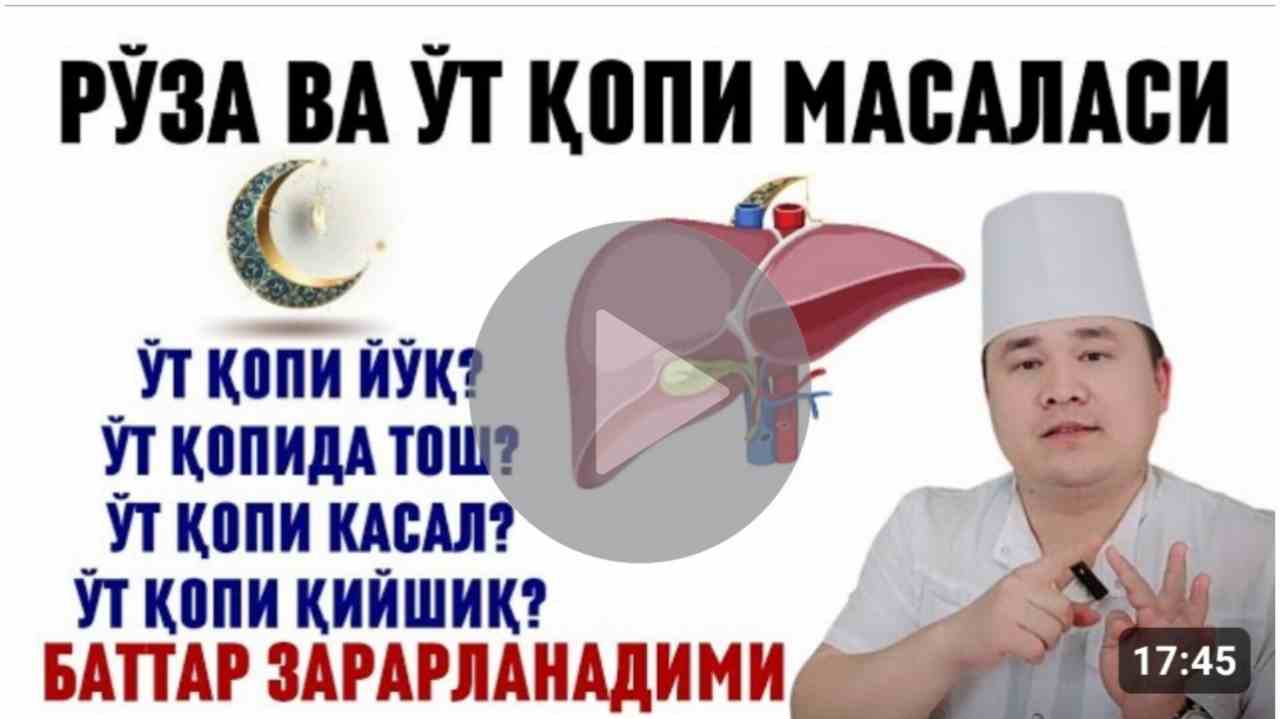 РЎЗА ВА ЎТ ҚОПИ МАСАЛАСИ
ЎТ ҚОПИ ЙЎҚ?
ЎТ ҚОПИДА ТОШ?
ЎТ ҚОПИ КАСАЛ?
ЎТ ҚОПИ ҚИЙШИҚ?
БАТТАР ЗАРАРЛАНАДИМИ
17:45